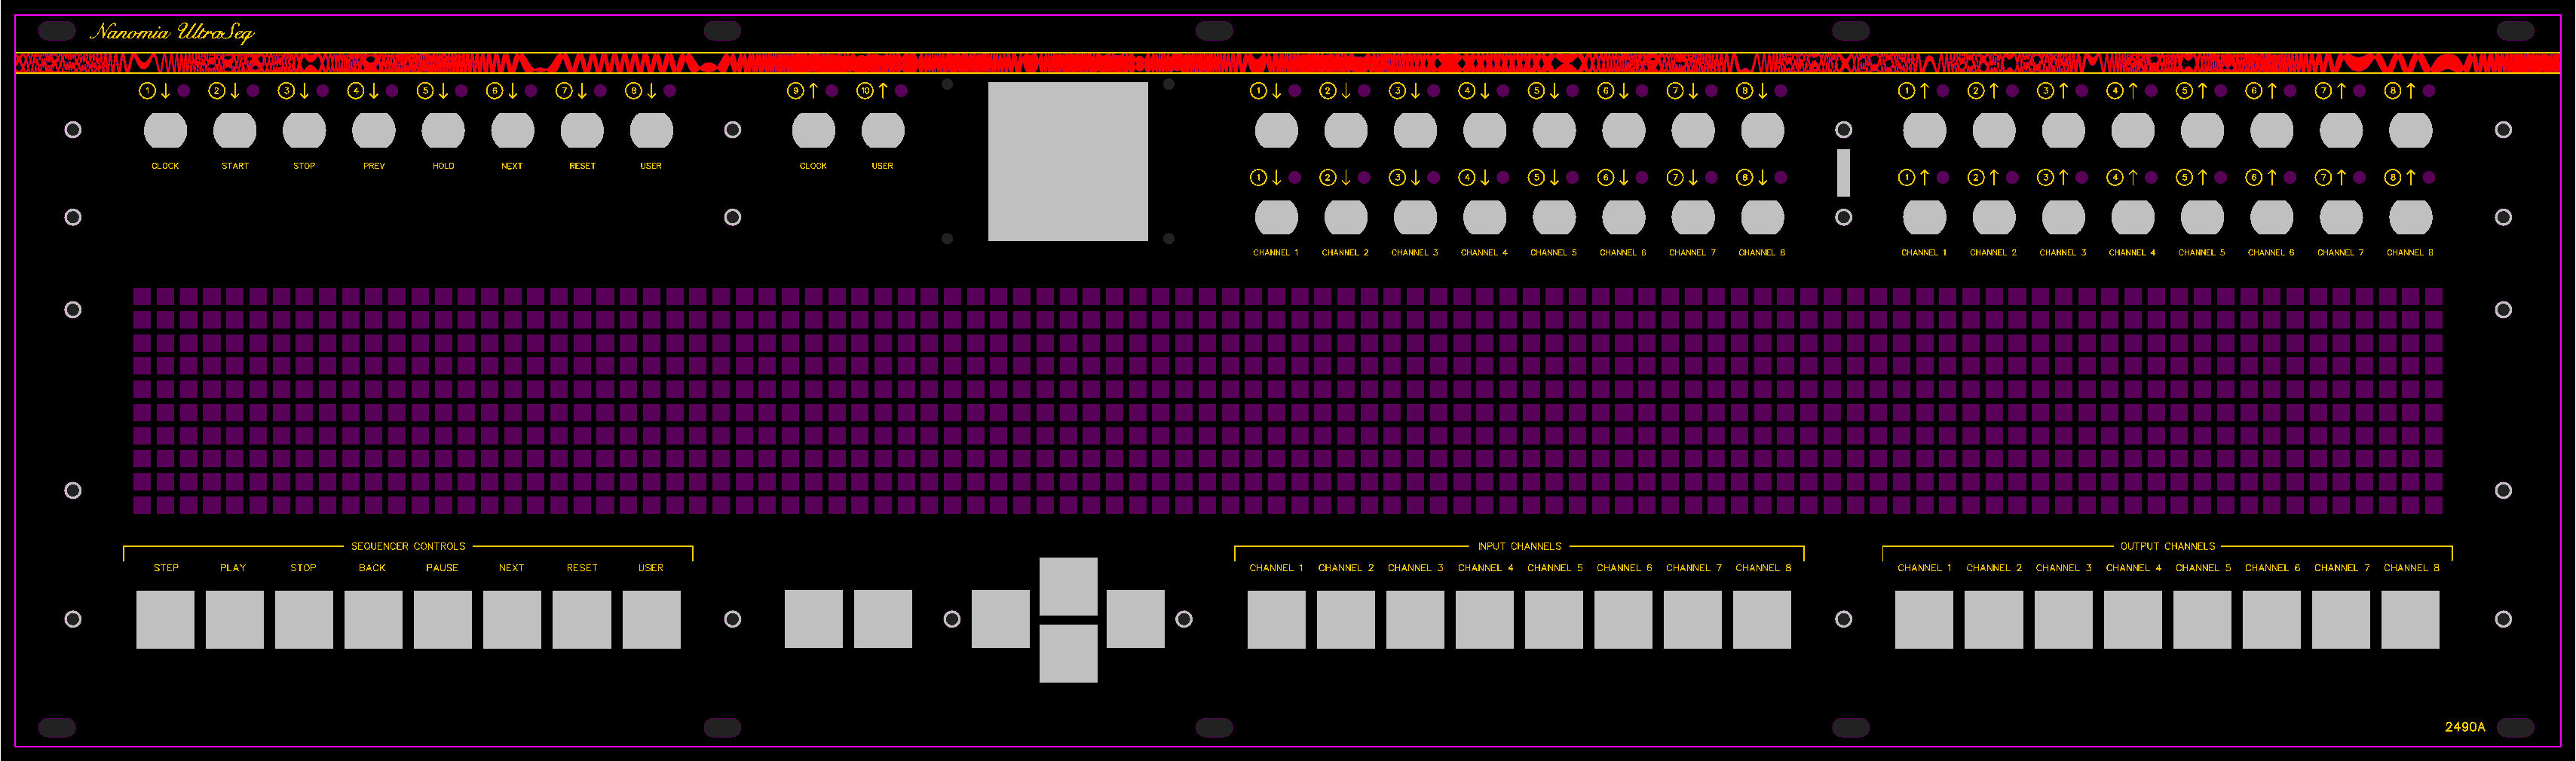 Nanomia UltraSeq
1 ↓ 2 ↓ 3 ↓ 4 ↓ 5 ↓ 6 ↓ 7 ↓ 8 ↓ 9 ↑ 10 ↑ 1 ↓ 2 ↓ 3 ↓ 4 ↓ 5 ↓ 6 ↓ 7 ↓ 8 ↓ 1 ↑ 2 ↑ 3 ↑ 4 ↑ 5 ↑ 6 ↑ 7 ↑ 8 ↑
CLOCK START STOP PREV HOLD NEXT RESET USER CLOCK USER
1 ↓ 2 ↓ 3 ↓ 4 ↓ 5 ↓ 6 ↓ 7 ↓ 8 ↓ 1 ↑ 2 ↑ 3 ↑ 4 ↑ 5 ↑ 6 ↑ 7 ↑ 8 ↑
CHANNEL 1 CHANNEL 2 CHANNEL 3 CHANNEL 4 CHANNEL 5 CHANNEL 6 CHANNEL 7 CHANNEL 8 CHANNEL 1 CHANNEL 2 CHANNEL 3 CHANNEL 4 CHANNEL 5 CHANNEL 6 CHANNEL 7 CHANNEL 8
SEQUENCER CONTROLS INPUT CHANNELS OUTPUT CHANNELS
STEP PLAY STOP BACK PAUSE NEXT RESET USER CHANNEL 1 CHANNEL 2 CHANNEL 3 CHANNEL 4 CHANNEL 5 CHANNEL 6 CHANNEL 7 CHANNEL 8 CHANNEL 1 CHANNEL 2 CHANNEL 3 CHANNEL 4 CHANNEL 5 CHANNEL 6 CHANNEL 7 CHANNEL 8
2490A